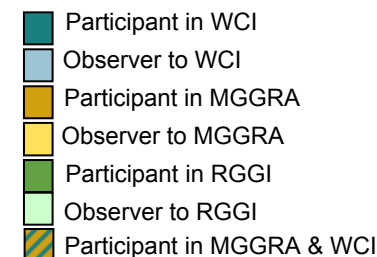 Participant in WCI
Observer to WCI
Participant in MGGRA
Observer to MGGRA
Participant in RGGI
Observer to RGGI
Participant in MGGRA & WCI